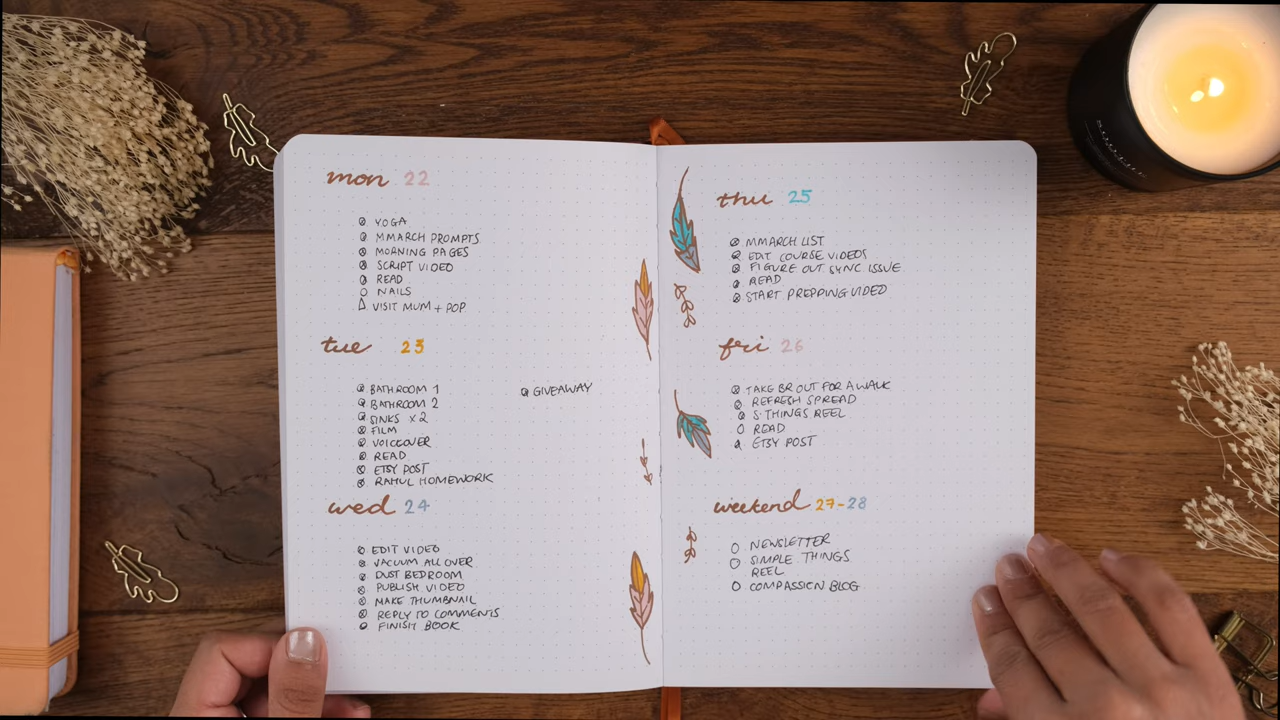 mon 22
YOGA
MMARCH PROMPTS
MORNING PAGES
SCRIPT VIDEO
READ
NAILS
VISIT MUM + POP
tue 23
BATHROOM 1
BATHROOM 2
SINKS x2
FILM
VOICEOVER
READ
ETSY POST
RAHUL HOMEWORK
GIVEAWAY
wed 24
EDIT VIDEO
VACUUM ALL OVER
DUST BEDROOM
PUBLISH VIDEO
MAKE THUMBNAIL
REPLY TO COMMENTS
FINISH BOOK
thu 25
MMARCH LIST
EDIT COURSE VIDEOS
FIGURE OUT SYNC ISSUE
READ
START PREPPING VIDEO
fri 26
TAKE BR OUT FOR A WALK
REFRESH SPREAD
S.THINGS REEL
READ
ETSY POST
weekend 27-28
NEWSLETTER
SIMPLE THINGS
REEL
COMPASSION BLOG